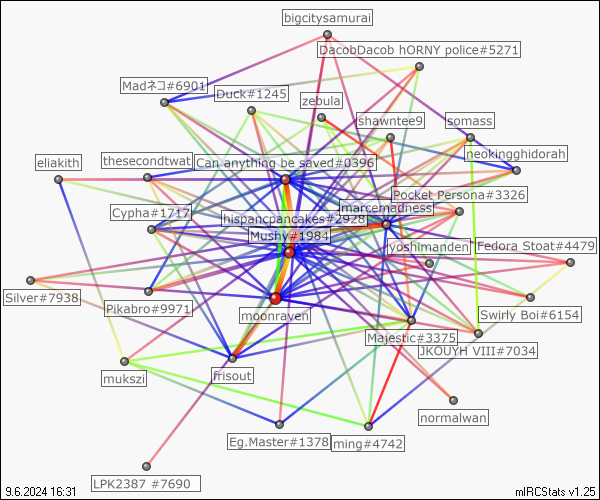 bigcitysamurai
DacobDacob hORNY police#5271
Madネコ#6901
Duck#1245
zebula
shawntee9
somass
eliakith
thesecondtwat
Can anything be saved#0396
neokingghidorah
Pocket Persona#3326
marcemadness
Cypha#1717
hispancpancakes#2928
Mushy#1984
yoshimanden
Fedora Stoat#4479
Silver#7938
Pikabro#9971
moonraven
Swirly Boi#6154
Majestic#3375
JKOUYH VIII#7034
mukszi
frisout
normalwan
Eg.Master#1378
ming#4742
LPK2387 #7690
9.6.2024 16:31
mIRCStats v1.25